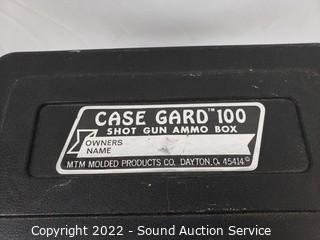 CASE GARD™ 100
SHOT GUN AMMO BOX
OWNERS
NAME
MTM MOLDED PRODUCTS CO. DAYTON, O. 45414 ©
Copyright 2022 - Sound Auction Service